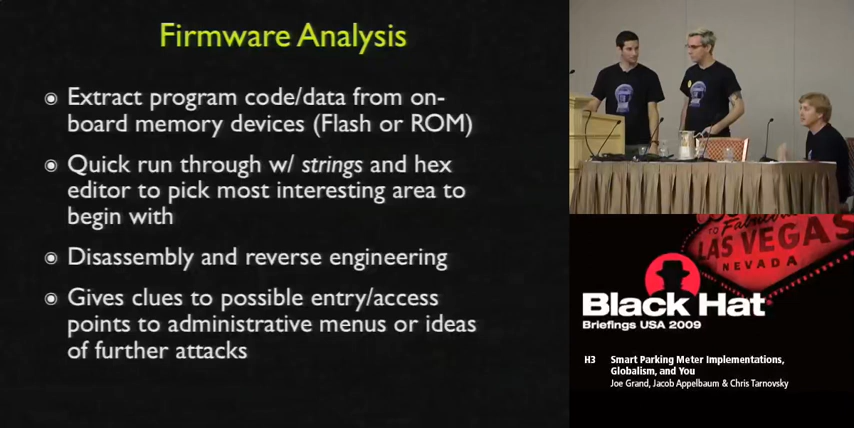 Firmware Analysis
Extract program code/data from on-
board memory devices (Flash or ROM)
Quick run through w/ strings and hex
editor to pick most interesting area to
begin with
Disassembly and reverse engineering
Gives clues to possible entry/access
points to administrative menus or ideas
of further attacks
TO Fabulous
LAS VEGAS
NEVADA
Black Hat
Briefings USA 2009
H3 Smart Parking Meter Implementations,
Globalism, and You
Joe Grand, Jacob Appelbaum & Chris Tarnovsky